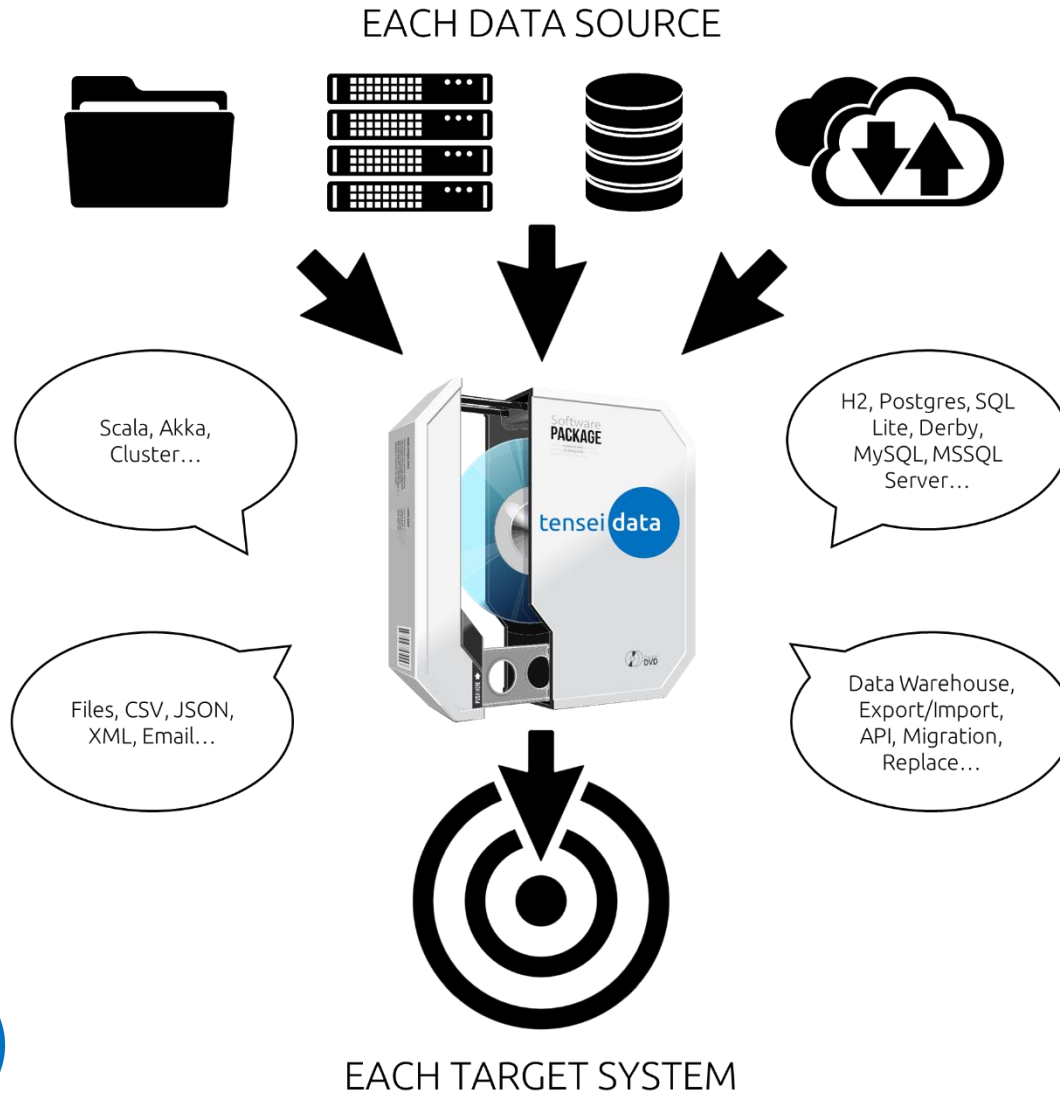 EACH DATA SOURCE
Scala, Akka,
Cluster...
H2, Postgres, SQL
Lite, Derby,
MySQL, MSSQL
Server...
Software
PACKAGE
tensei data
DVD
Files, CSV, JSON,
XML, Email...
Data Warehouse,
Export/Import,
API, Migration,
Replace...
EACH TARGET SYSTEM